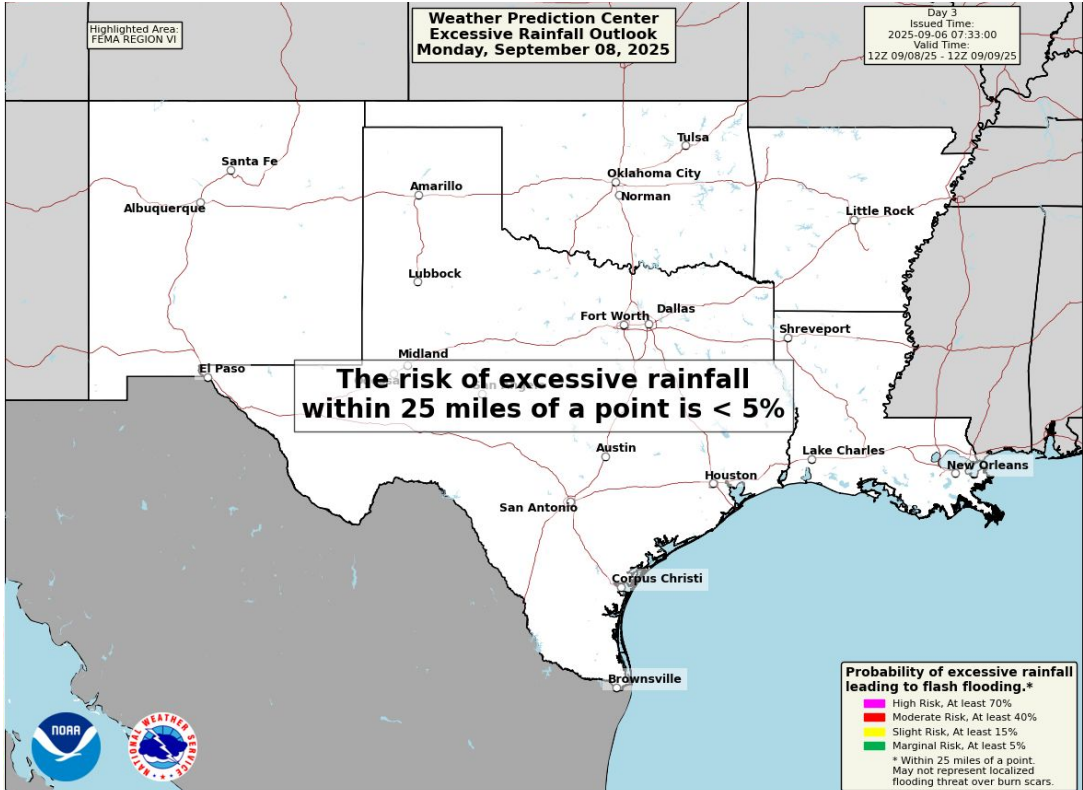 Highlighted Area:
FEMA REGION VI
Weather Prediction Center
Excessive Rainfall Outlook
Monday, September 08, 2025
Day 3
Issued Time:
2025-09-06 07:33:00
Valid Time:
12Z 09/08/25 - 12Z 09/09/25
Tulsa
Santa Fe
Oklahoma City
Amarillo
Norman
Albuquerque
Little Rock
Lubbock
Dallas
Fort Worth
Shreveport
Midland
El Paso
The risk of excessive rainfall
within 25 miles of a point is < 5%
Austin
Lake Charles
New Orleans
Houston
San Antonio
Corpus Christi
Brownsville
Probability of excessive rainfall
leading to flash flooding.*
High Risk, At least 70%
Moderate Risk, At least 40%
Slight Risk, At least 15%
Marginal Risk, At least 5%
* Within 25 miles of a point.
May not represent localized
flooding threat over burn scars.
NOAA
NATIONAL WEATHER SERVICE